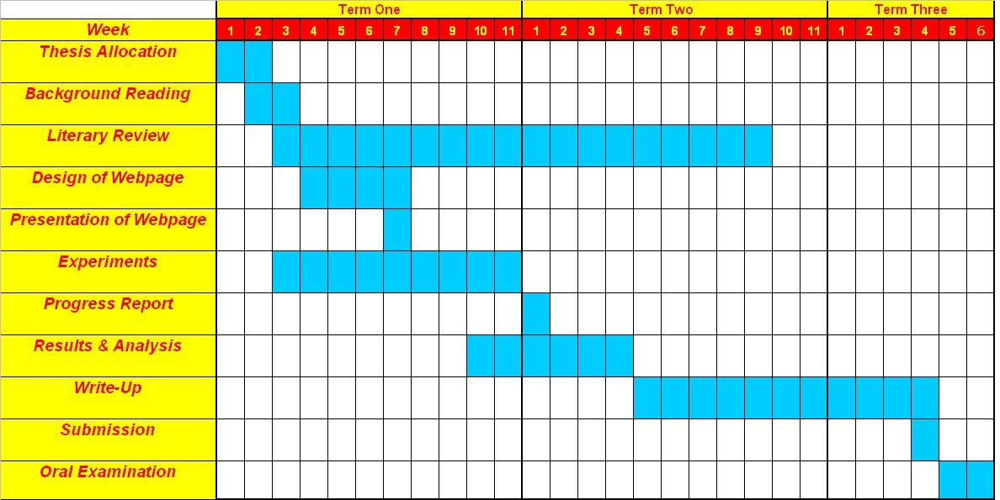 Term One Term Two Term Three
Week 1 2 3 4 5 6 7 8 9 10 11 1 2 3 4 5 6 7 8 9 10 11 1 2 3 4 5 6
Thesis Allocation
Background Reading
Literary Review
Design of Webpage
Presentation of Webpage
Experiments
Progress Report
Results & Analysis
Write-Up
Submission
Oral Examination